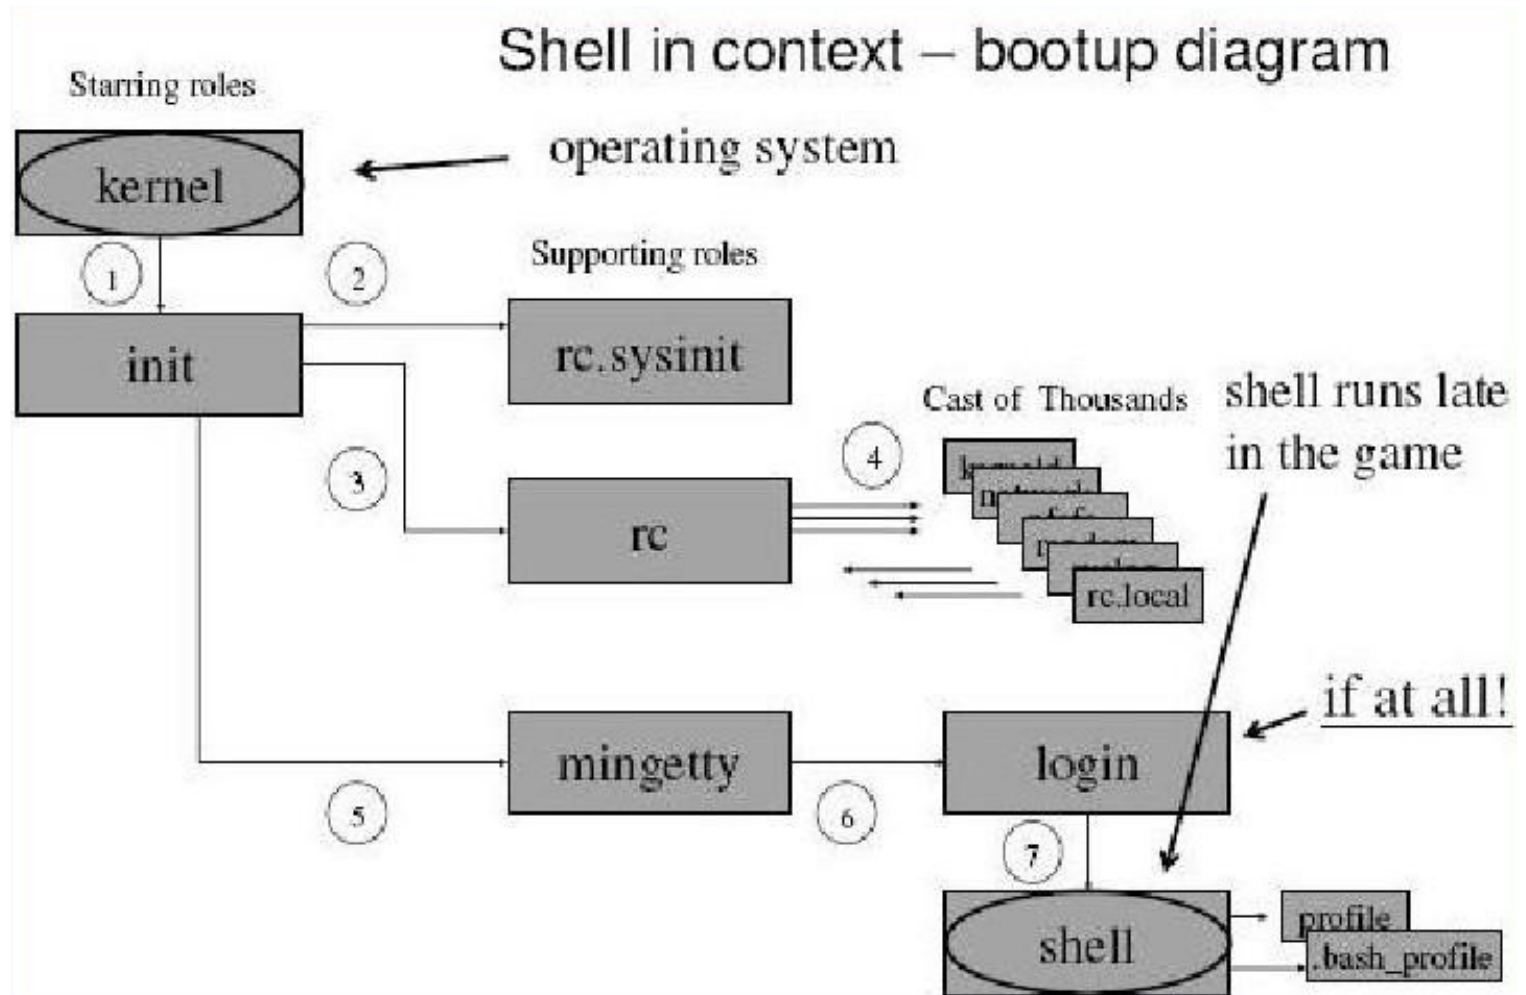 Shell in context – bootup diagram
Starring roles
operating system
kernel
1
2
Supporting roles
init
rc.sysinit
Cast of Thousands
shell runs late
in the game
3
4
rc
rc.local
if at all!
mingetty
login
5
6
7
shell
profile
.bash_profile